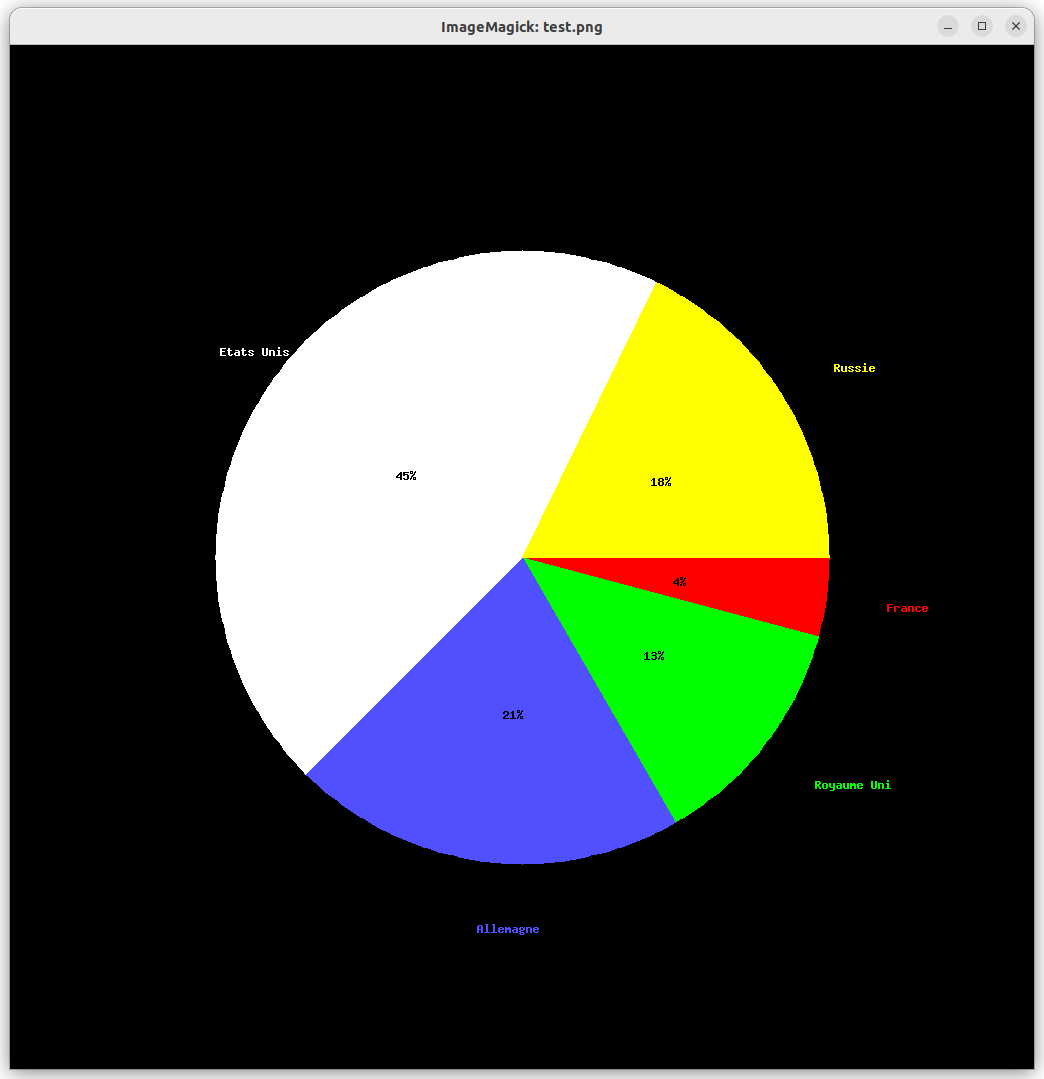 ImageMagick: test.png
Etats Unis
Russie
45%
18%
4%
France
13%
21%
Royaume Uni
Allemagne